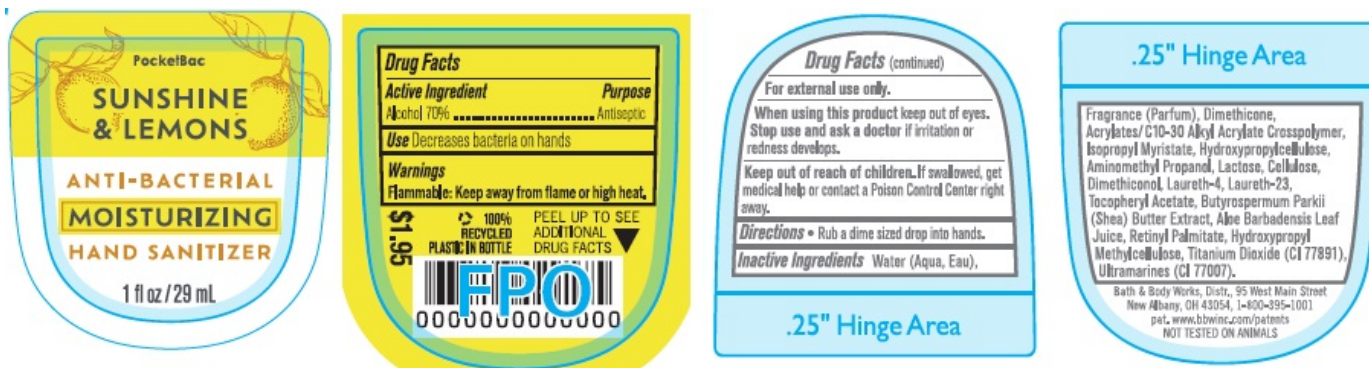 PocketBac
SUNSHINE
& LEMONS
ANTI-BACTERIAL
MOISTURIZING
HAND SANITIZER
1 fl oz / 29 mL
Drug Facts
Active Ingredient Purpose
Alcohol 70% ........................... Antiseptic
Use Decreases bacteria on hands
Warnings
Flammable: Keep away from flame or high heat.
$1.95
100%
RECYCLED
PLASTIC IN BOTTLE
PEEL UP TO SEE
ADDITIONAL
DRUG FACTS
FPO
0000000000000
Drug Facts (continued)
For external use only.
When using this product keep out of eyes.
Stop use and ask a doctor if irritation or
redness develops.
Keep out of reach of children. If swallowed, get
medical help or contact a Poison Control Center right
away.
Directions • Rub a dime sized drop into hands.
Inactive Ingredients Water (Aqua, Eau),
.25" Hinge Area
.25" Hinge Area
Fragrance (Parfum), Dimethicone,
Acrylates/C10-30 Alkyl Acrylate Crosspolymer,
Isopropyl Myristate, Hydroxypropylcellulose,
Aminomethyl Propanol, Lactose, Cellulose,
Dimethiconol, Laureth-4, Laureth-23,
Tocopheryl Acetate, Butyrospermum Parkii
(Shea) Butter Extract, Aloe Barbadensis Leaf
Juice, Retinyl Palmitate, Hydroxypropyl
Methylcellulose, Titanium Dioxide (CI 77891),
Ultramarines (CI 77007).
Bath & Body Works, Distr., 95 West Main Street
New Albany, OH 43054, 1-800-395-1001
pat. www.bbwinc.com/patents
NOT TESTED ON ANIMALS